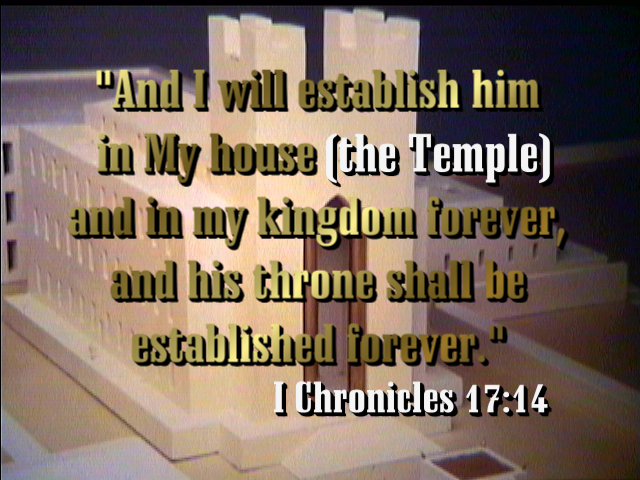 "And I will establish him
in My house (the Temple)
and in my kingdom forever,
and his throne shall be
established forever."
I Chronicles 17:14